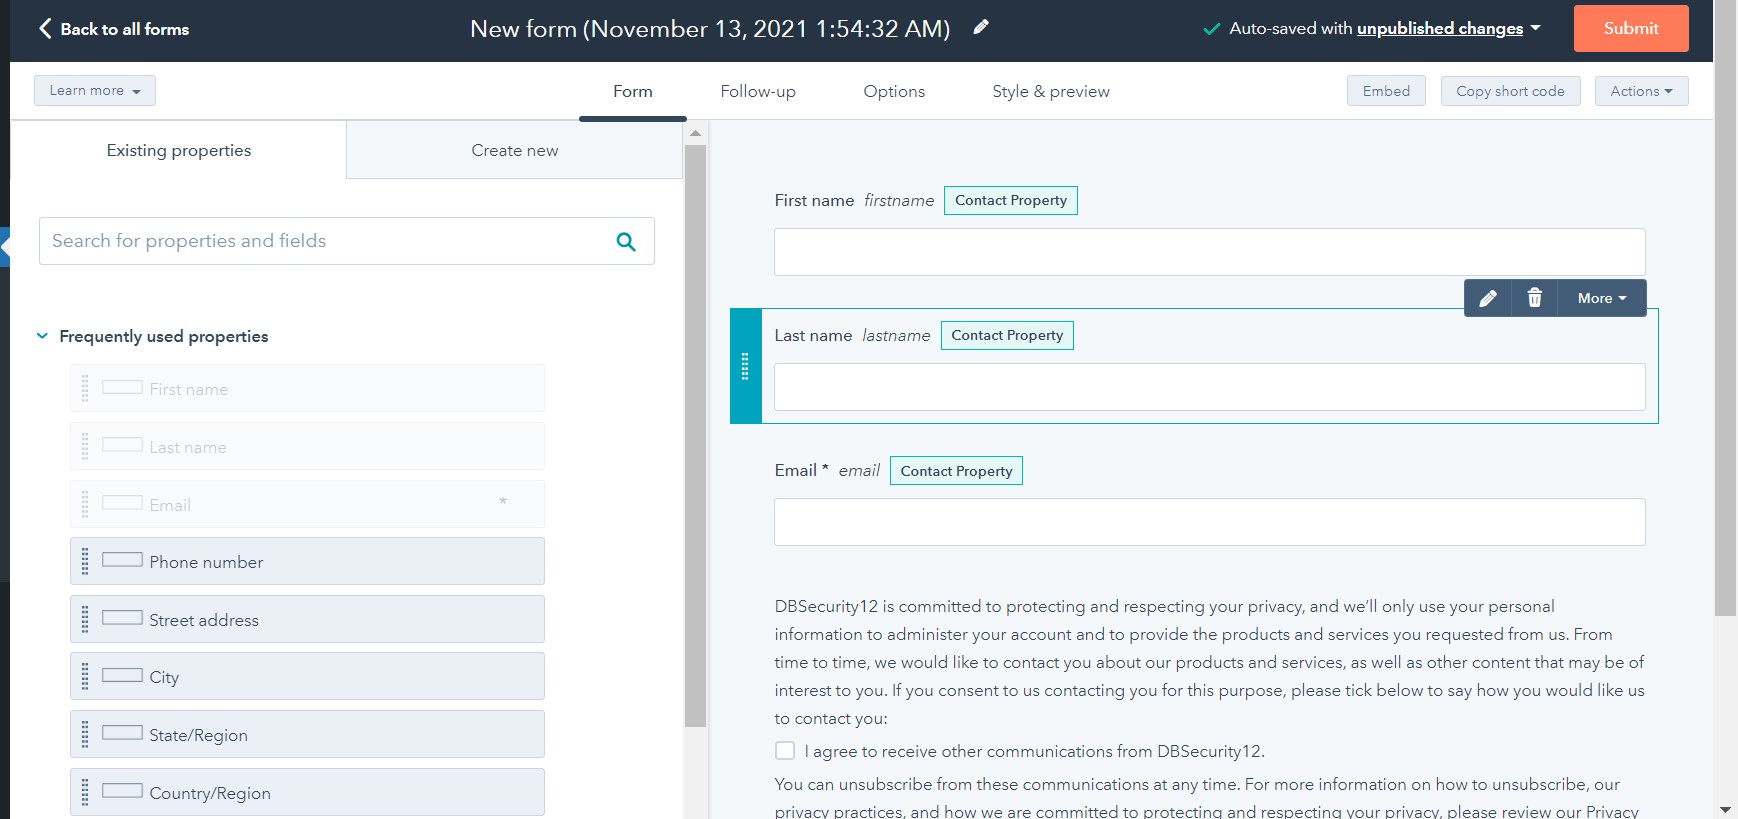 Back to all forms
New form (November 13, 2021 1:54:32 AM)
Auto-saved with unpublished changes
Submit
Learn more
Form
Follow-up
Options
Style & preview
Embed
Copy short code
Actions
Existing properties
Create new
Search for properties and fields
Frequently used properties
First name
Last name
Email *
Phone number
Street address
City
State/Region
Country/Region
First name firstname Contact Property
More
Last name lastname Contact Property
Email * email Contact Property
DBSecurity12 is committed to protecting and respecting your privacy, and we’ll only use your personal
information to administer your account and to provide the products and services you requested from us. From
time to time, we would like to contact you about our products and services, as well as other content that may be of
interest to you. If you consent to us contacting you for this purpose, please tick below to say how you would like us
to contact you:
I agree to receive other communications from DBSecurity12.
You can unsubscribe from these communications at any time. For more information on how to unsubscribe, our
privacy practices, and how we are committed to protecting and respecting your privacy, please review our Privacy